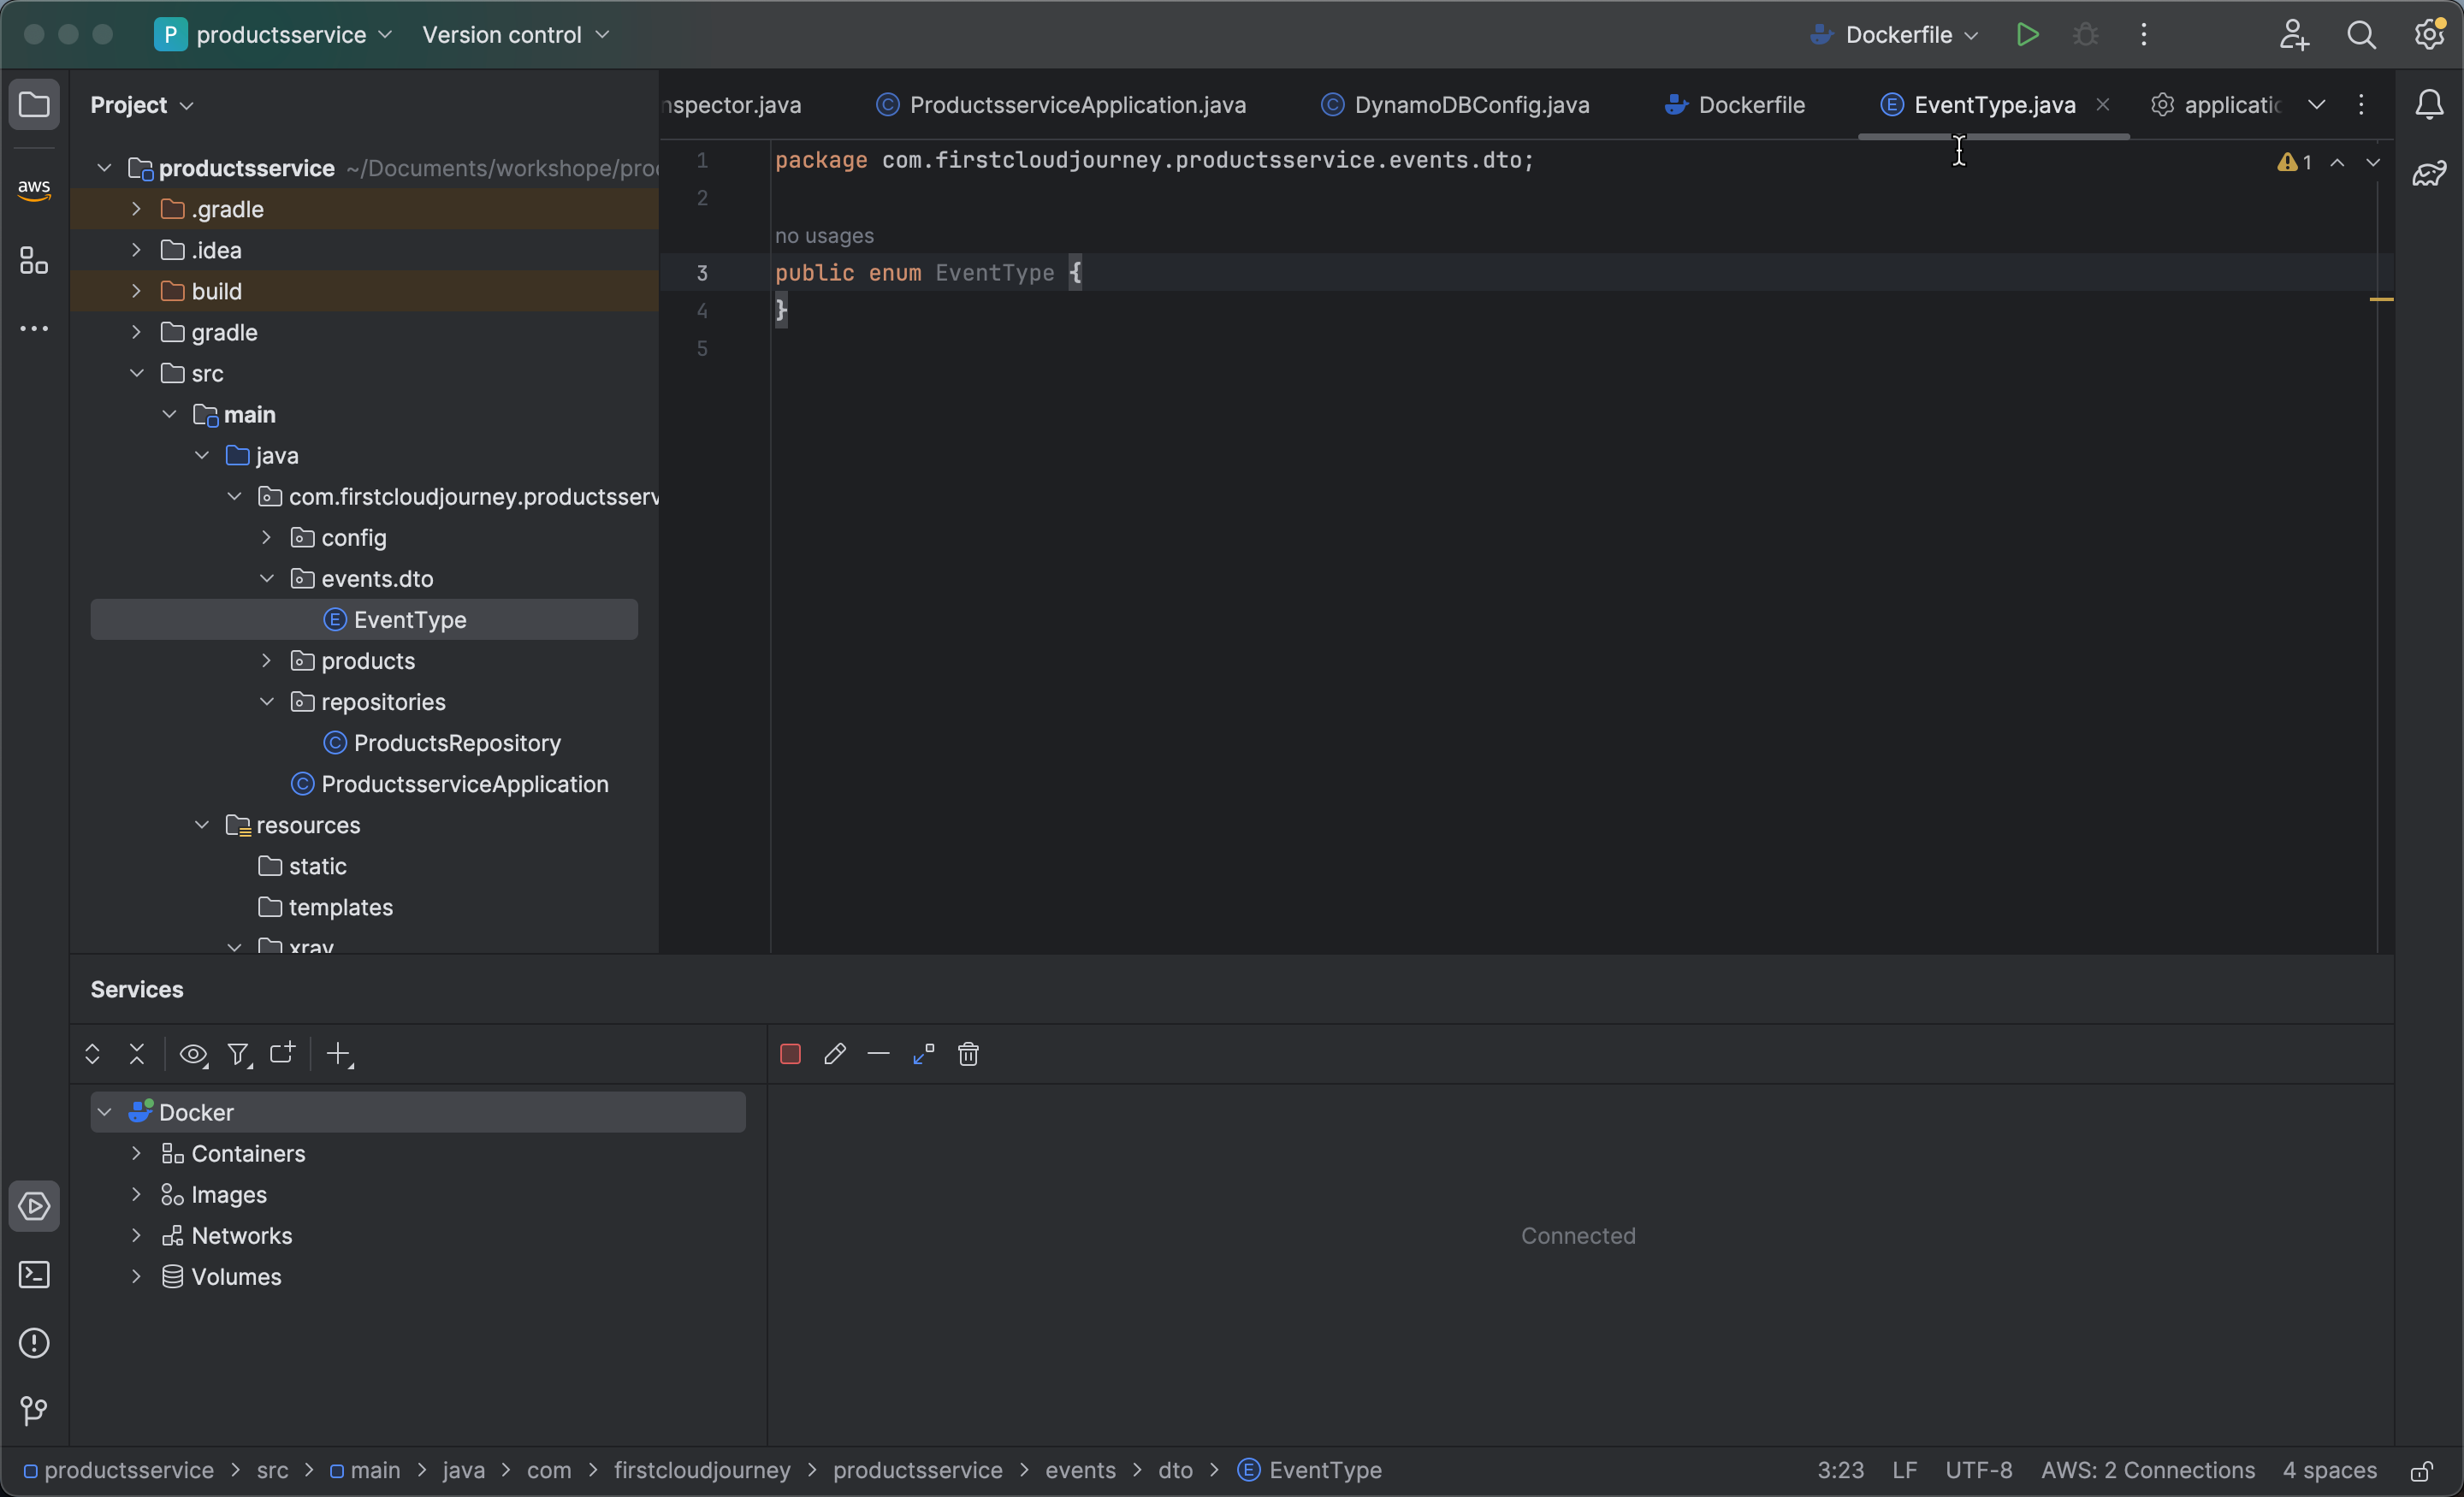 P productsservice Version control Dockerfile
Project
nspector.java ProductsserviceApplication.java DynamoDBConfig.java Dockerfile EventType.java applicatic
aws
productsservice ~/Documents/workshope/proc
.gradle
.idea
build
gradle
src
main
java
com.firstcloudjourney.productsserv
config
events.dto
E EventType
products
repositories
C ProductsRepository
C ProductsserviceApplication
resources
static
templates
xray
1 package com.firstcloudjourney.productsservice.events.dto;
1
2
no usages
3 public enum EventType {
4 }
5
Services
Docker
Containers
Images
Networks
Volumes
Connected
productsservice > src > main > java > com > firstcloudjourney > productsservice > events > dto > E EventType
3:23 LF UTF-8 AWS: 2 Connections 4 spaces